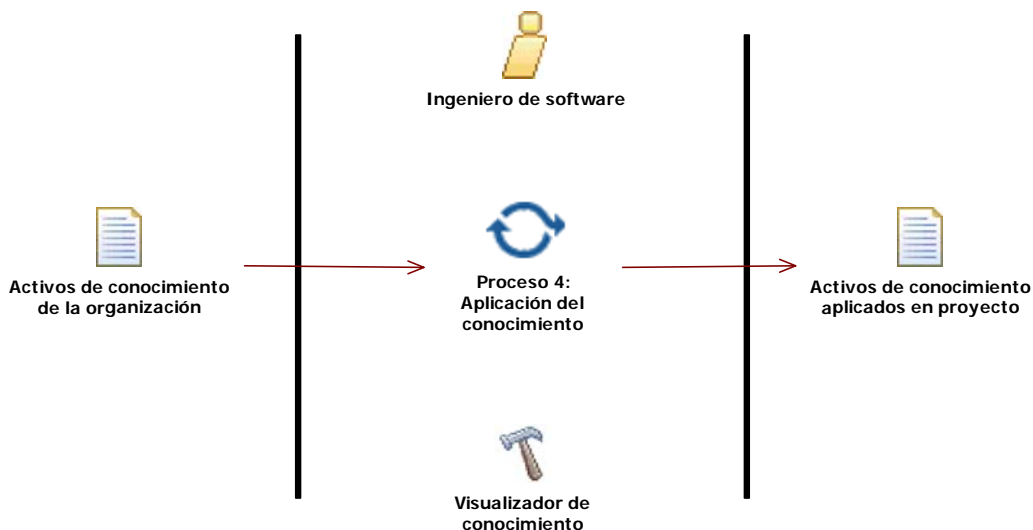 Ingeniero de software
Activos de conocimiento
de la organización
Proceso 4:
Aplicación del
conocimiento
Activos de conocimiento
aplicados en proyecto
Visualizador de
conocimiento